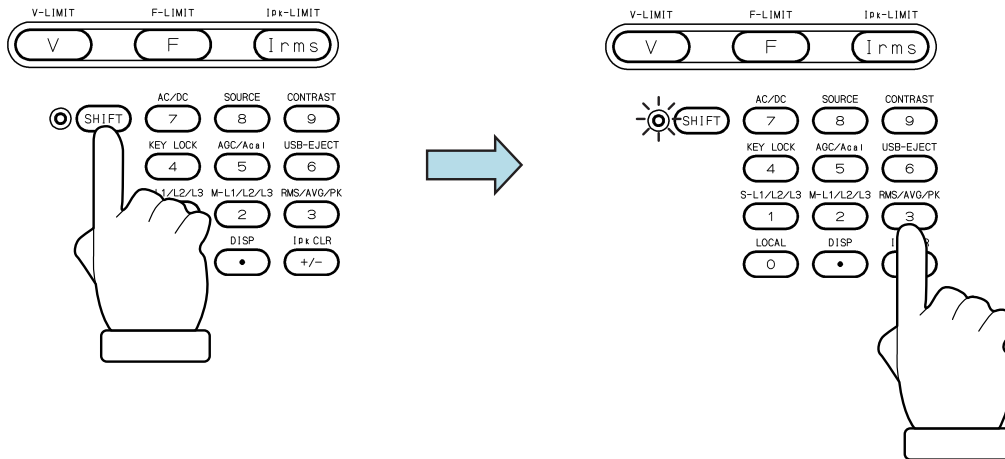 V-LIMIT F-LIMIT Ipk-LIMIT
V F Irms
AC/DC SOURCE CONTRAST
SHIFT 7 8 9
KEY LOCK AGC/Acal USB-EJECT
4 5 6
L1/L2/L3 M-L1/L2/L3 RMS/AVG/PK
2 3
DISP Ipk CLR
• +/−
V-LIMIT F-LIMIT Ipk-LIMIT
V F Irms
AC/DC SOURCE CONTRAST
SHIFT 7 8 9
KEY LOCK AGC/Acal USB-EJECT
4 5 6
S-L1/L2/L3 M-L1/L2/L3 RMS/AVG/PK
1 2 3
LOCAL DISP
0 •